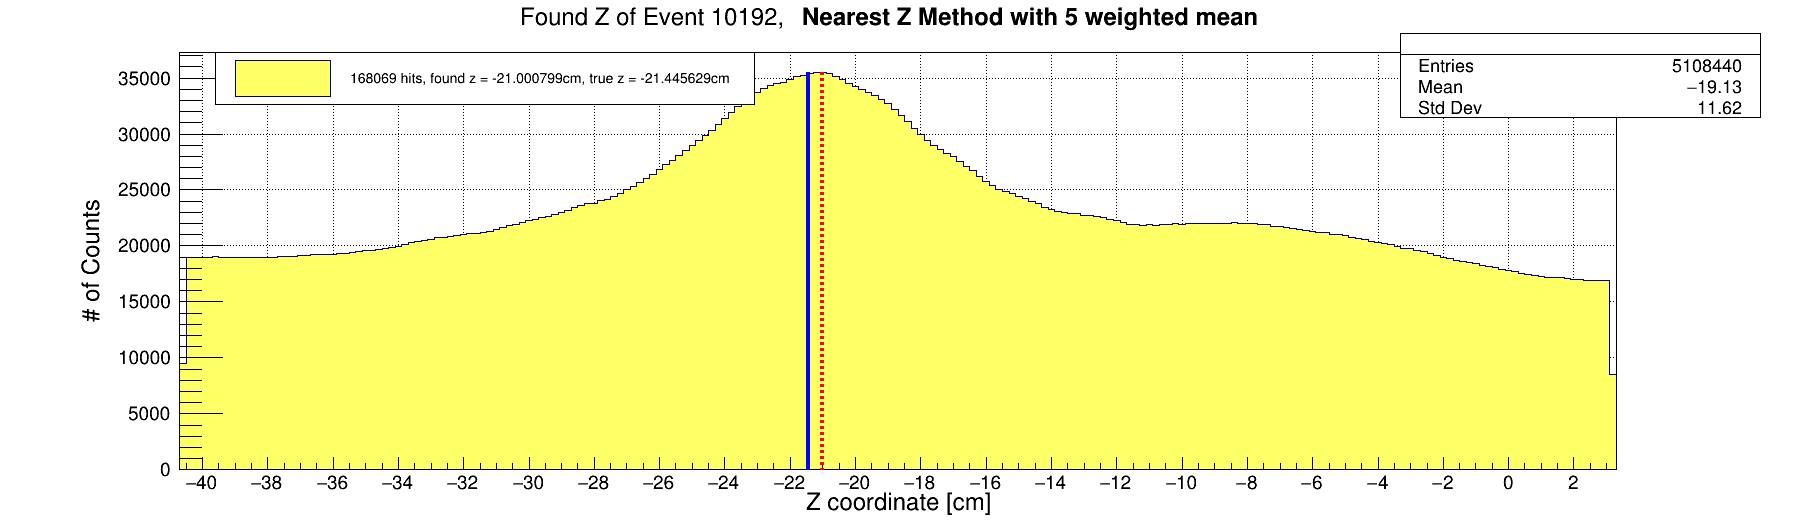 Found Z of Event 10192, Nearest Z Method with 5 weighted mean
168069 hits, found z = -21.000799cm, true z = -21.445629cm
Entries 5108440
Mean −19.13
Std Dev 11.62
# of Counts
35000
30000
25000
20000
15000
10000
5000
0
−40 −38 −36 −34 −32 −30 −28 −26 −24 −22 −20 −18 −16 −14 −12 −10 −8 −6 −4 −2 0 2
Z coordinate [cm]